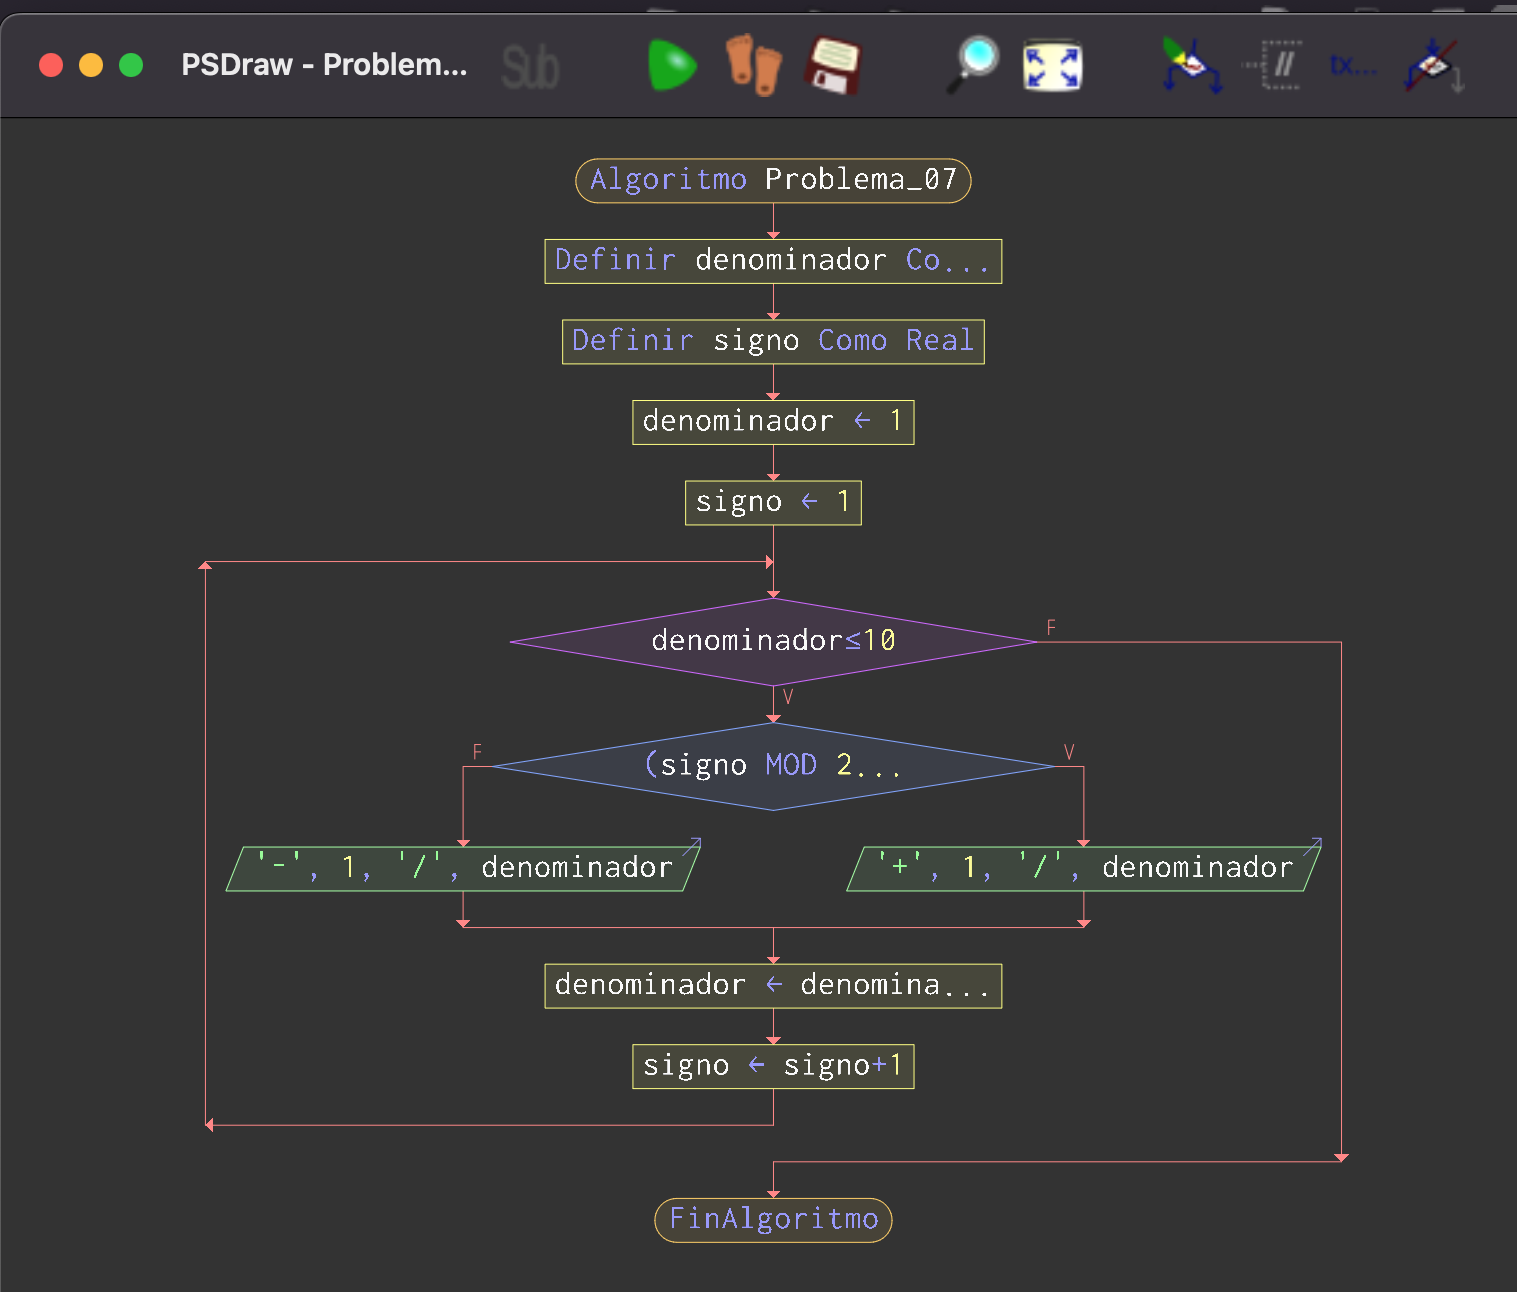 PSDraw - Problem...
Sub
//
tx...
Algoritmo Problema_07
Definir denominador Co...
Definir signo Como Real
denominador ← 1
signo ← 1
denominador≤10
F
V
(signo MOD 2...
F
V
'-', 1, '/', denominador
'+', 1, '/', denominador
denominador ← denomina...
signo ← signo+1
FinAlgoritmo